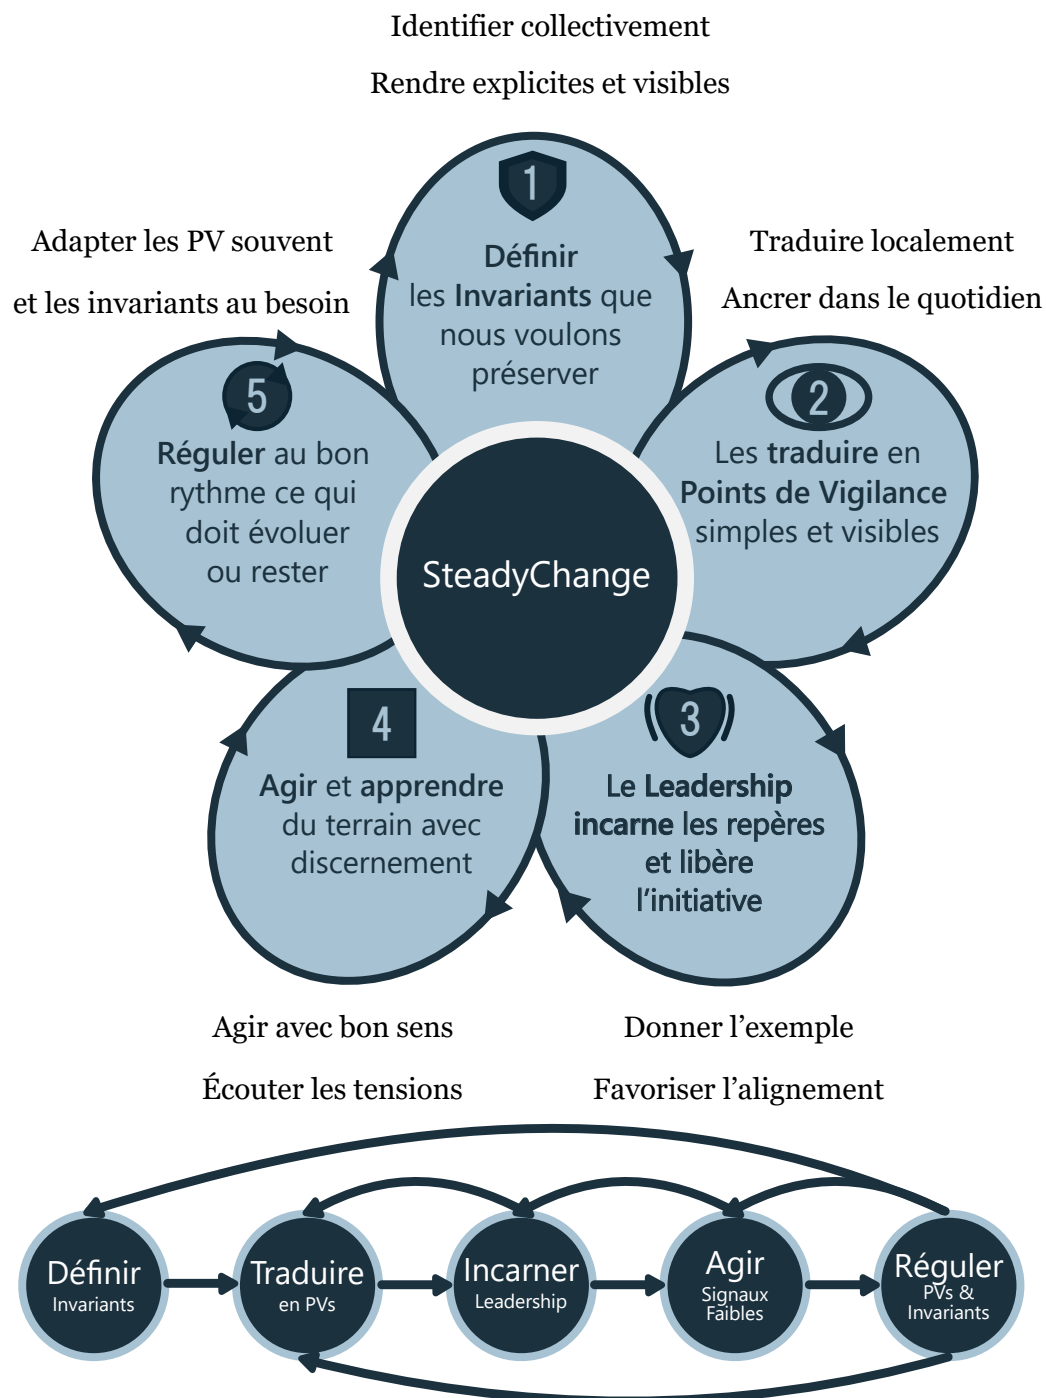 Identifier collectivement
Rendre explicites et visibles
1
Définir
les Invariants que
nous voulons
préserver
Traduire localement
Ancrer dans le quotidien
2
Les traduire en
Points de Vigilance
simples et visibles
Adapter les PV souvent
et les invariants au besoin
5
Réguler au bon
rythme ce qui
doit évoluer
ou rester
SteadyChange
3
Le Leadership
incarne les repères
et libère
l’initiative
4
Agir et apprendre
du terrain avec
discernement
Agir avec bon sens
Écouter les tensions
Donner l’exemple
Favoriser l’alignement
Définir
Invariants
Traduire
en PVs
Incarner
Leadership
Agir
Signaux
Faibles
Réguler
PVs &
Invariants